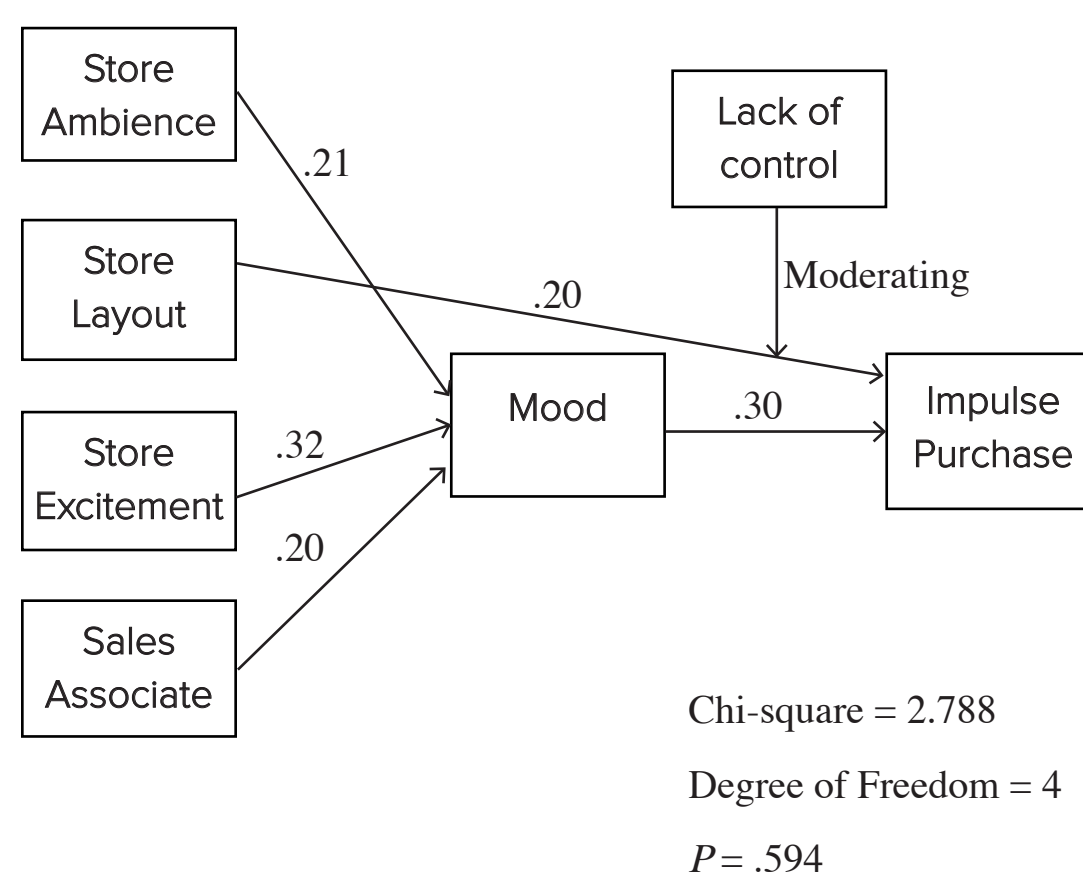 Store
Ambience
.21
Lack of
control
Store
Layout
.20
Moderating
Mood
.30
Impulse
Purchase
Store
Excitement
.32
.20
Sales
Associate
Chi-square = 2.788
Degree of Freedom = 4
P = .594